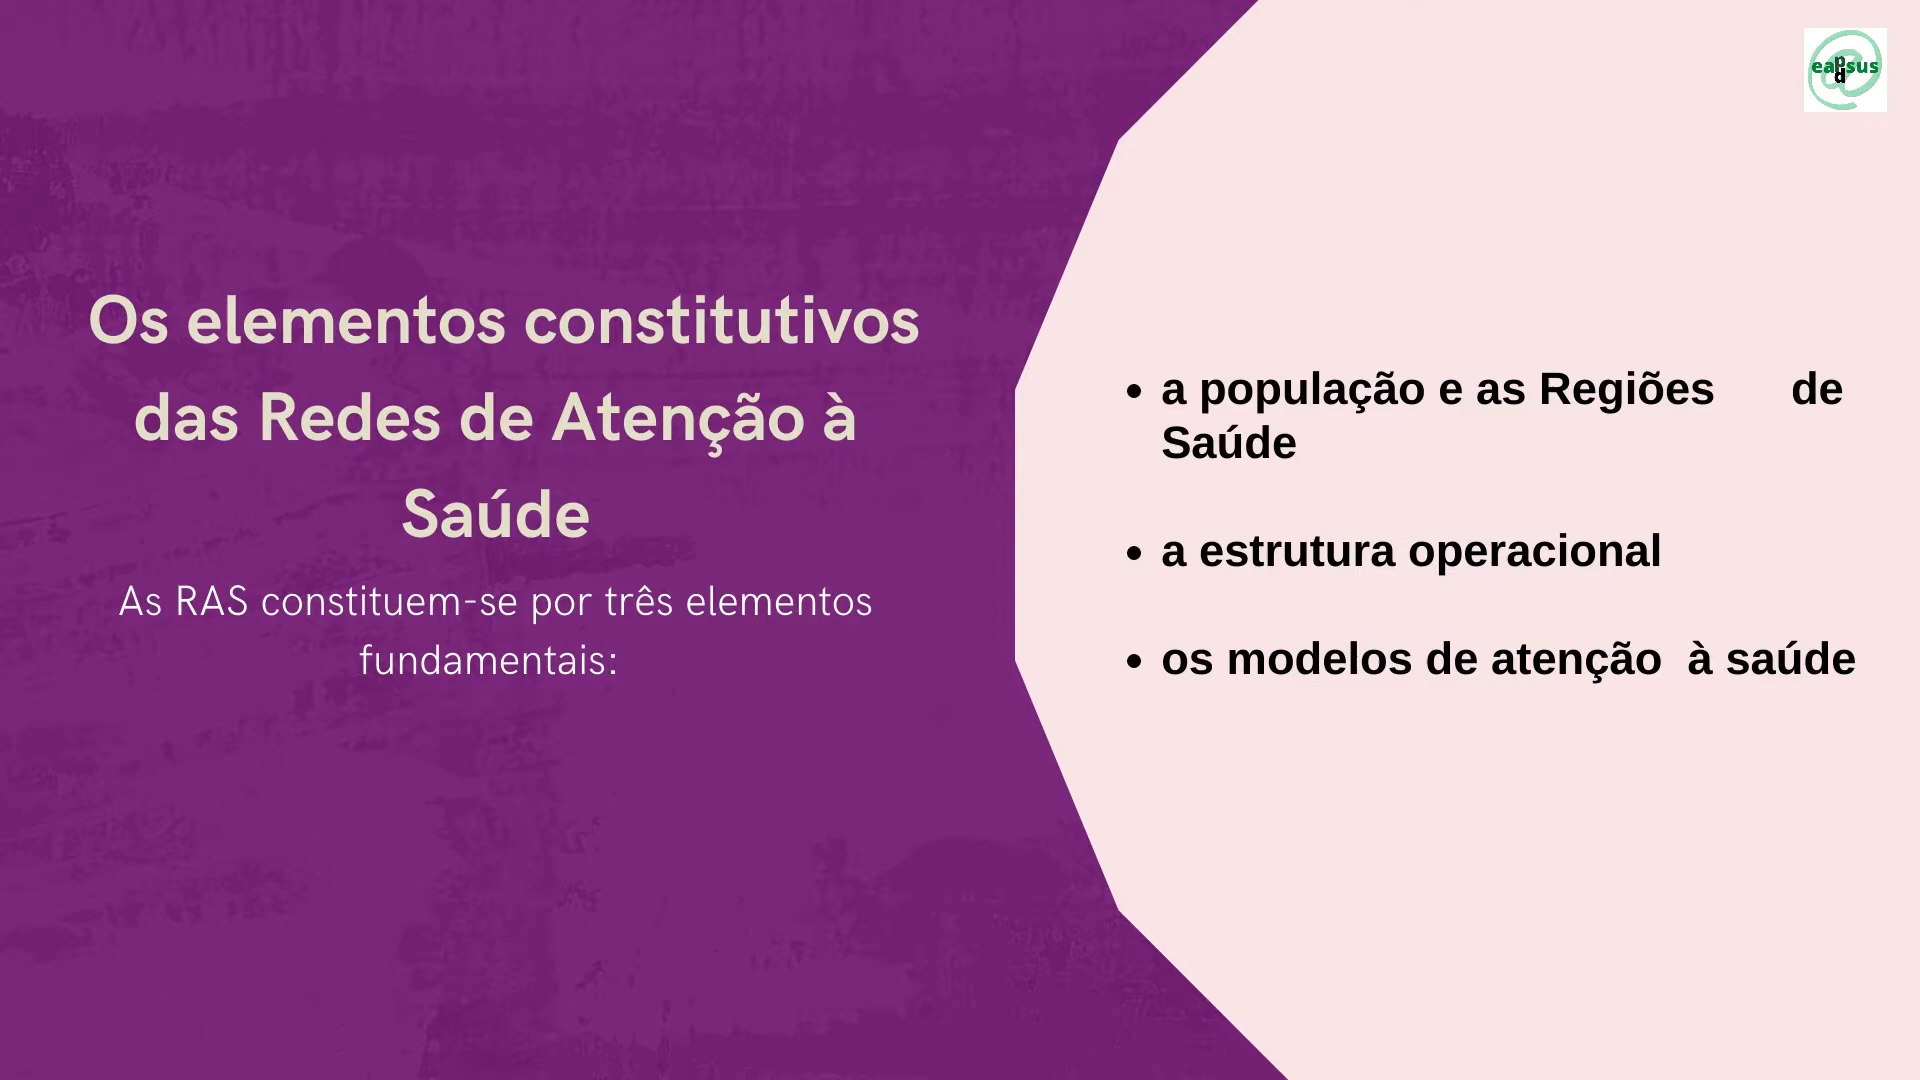 Os elementos constitutivos
das Redes de Atenção à
Saúde
As RAS constituem-se por três elementos
fundamentais:
• a população e as Regiões de
Saúde
• a estrutura operacional
• os modelos de atenção à saúde